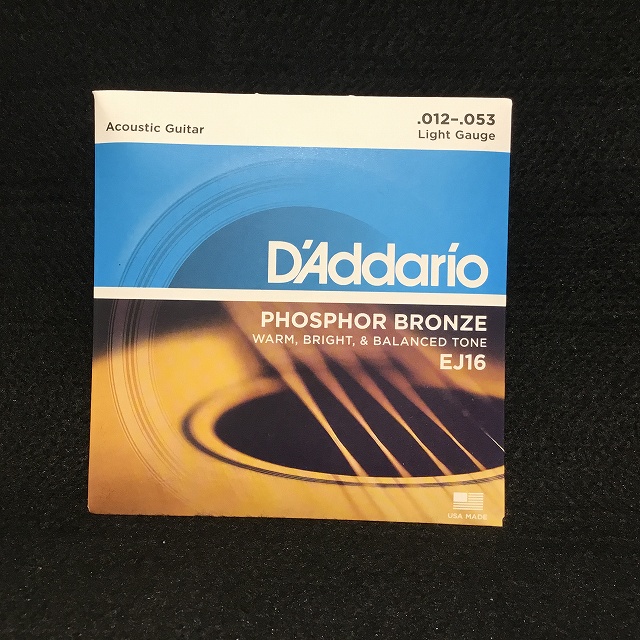 Acoustic Guitar
.012–.053
Light Gauge
D'Addario
PHOSPHOR BRONZE
WARM, BRIGHT, & BALANCED TONE
EJ16
USA MADE